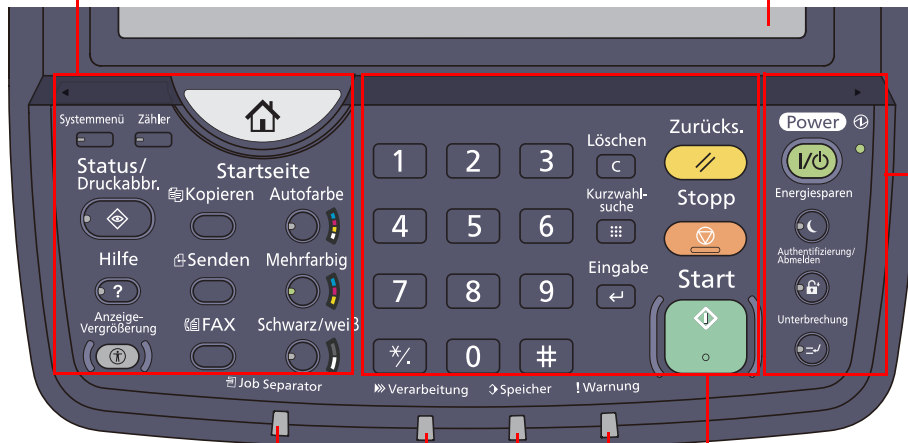 Systemmenü Zähler
Status/
Druckabbr.
Hilfe
?
Anzeige-
Vergrößerung
Startseite
Kopieren Autofarbe
Senden Mehrfarbig
FAX Schwarz/weiß
1 2 3
4 5 6
7 8 9
*/. 0 #
Löschen
C
Kurzwahl-
suche
Eingabe
Zurücks.
Stopp
Start
Power
Energiesparen
Authentifizierung/
Abmelden
Unterbrechung
Job Separator
Verarbeitung Speicher !Warnung